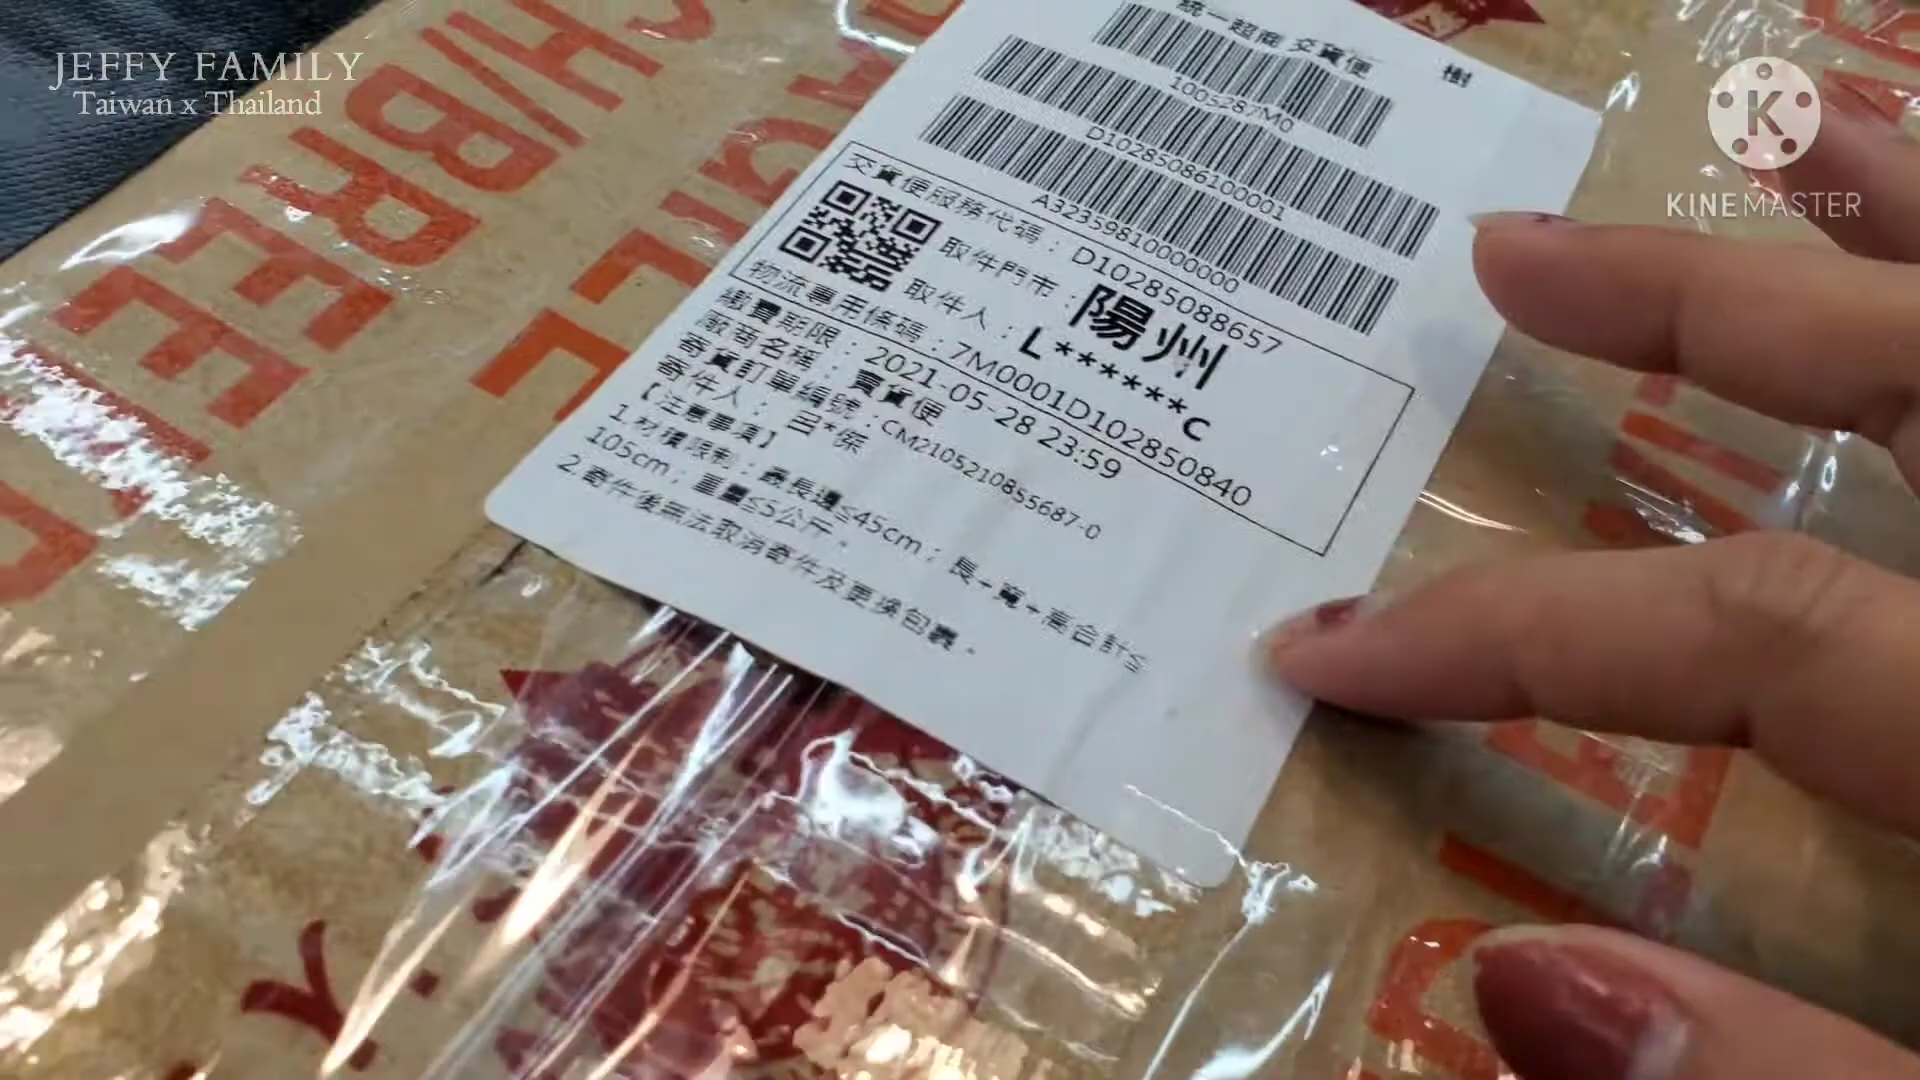 JEFFY FAMILY
Taiwan x Thailand
KINEMASTER
統一超商 交貨便
樹
1005287M0
D10285086100001
A32359810000000
交貨便服務代碼：D10285088657
取件門市：陽州
取件人：L******C
物流專用條碼：7M0001D102850840
繳費期限：2021-05-28 23:59
廠商名稱：賣貨便
寄貨訂單編號：CM2105210855687-0
寄件人：
【注意事項】
1.材積限制：最長邊≤45cm；長+寬+高合計≤
105cm；重量≤5公斤。
2.寄件後無法取消寄件及更換包裹。
H/BREE